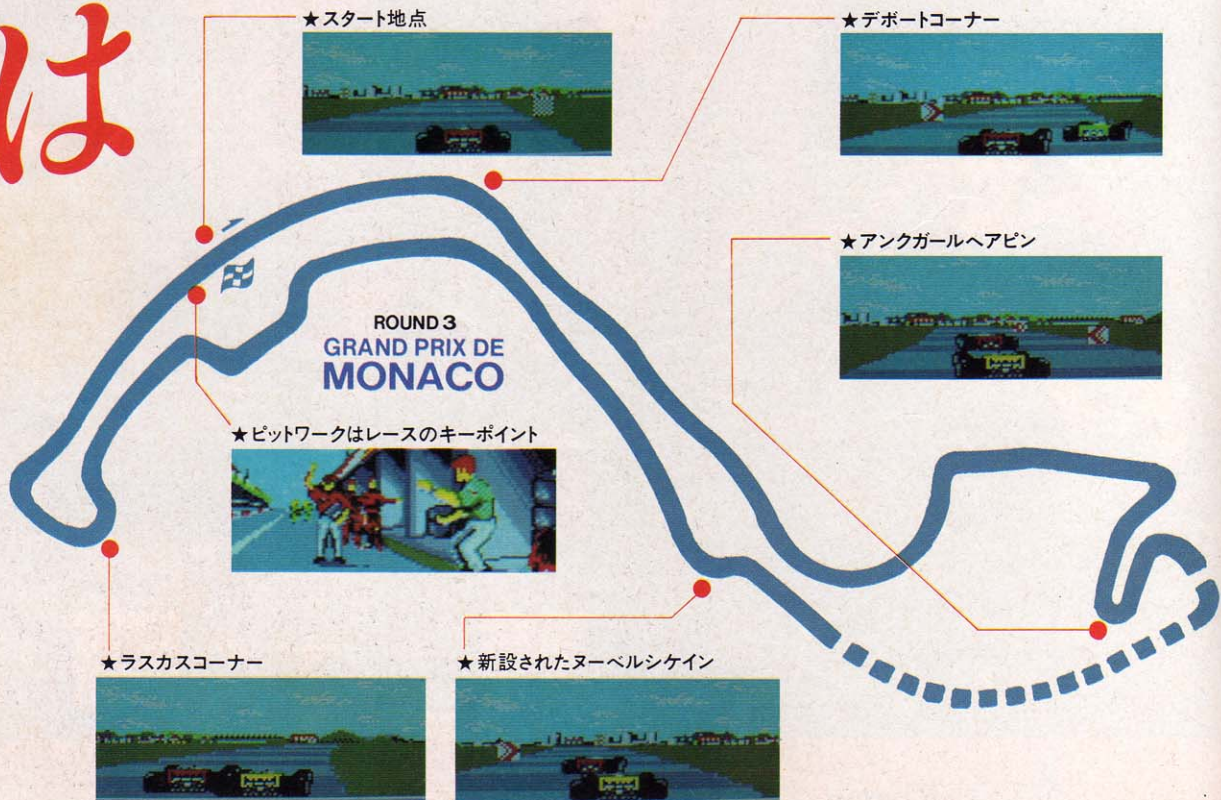 は
★スタート地点
★デボートコーナー
★アンクガールヘアピン
ROUND 3
GRAND PRIX DE
MONACO
★ピットワークはレースのキーポイント
★ラスカスコーナー
★新設されたヌーベルシケイン